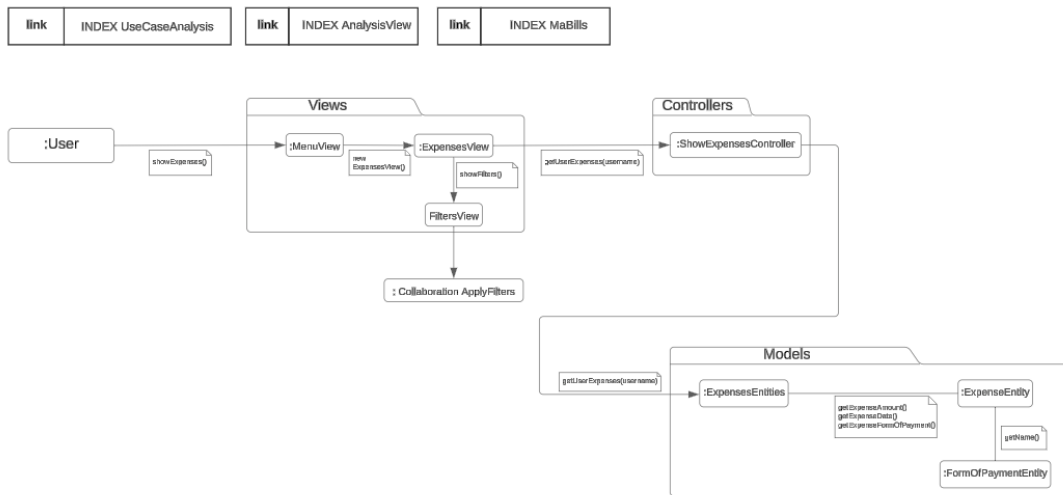 link INDEX UseCaseAnalysis
link INDEX AnalysisView
link INDEX MaBills
Views
Controllers
:User
showExpenses()
:MenuView
new
ExpensesView()
:ExpensesView
showFilters()
getUserExpenses(username)
:ShowExpensesController
FiltersView
: Collaboration ApplyFilters
Models
getUserExpenses(username)
:ExpensesEntities
getExpenseAmount()
getExpenseDate()
getExpenseFormOfPayment()
:ExpenseEntity
getName()
:FormOfPaymentEntity